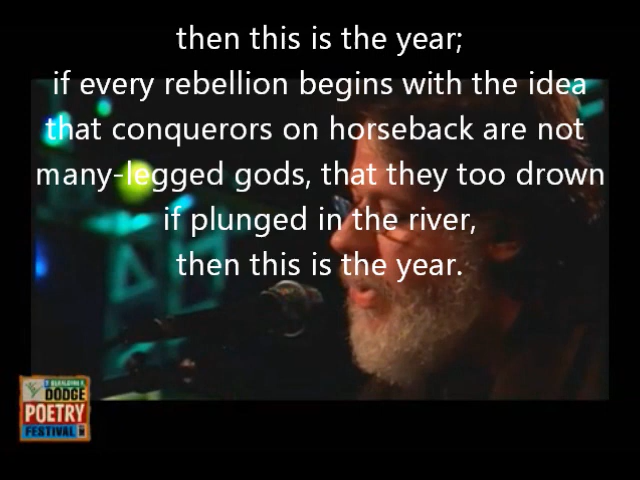 then this is the year;
if every rebellion begins with the idea
that conquerors on horseback are not
many-legged gods, that they too drown
if plunged in the river,
then this is the year.
DODGE
POETRY
FESTIVAL